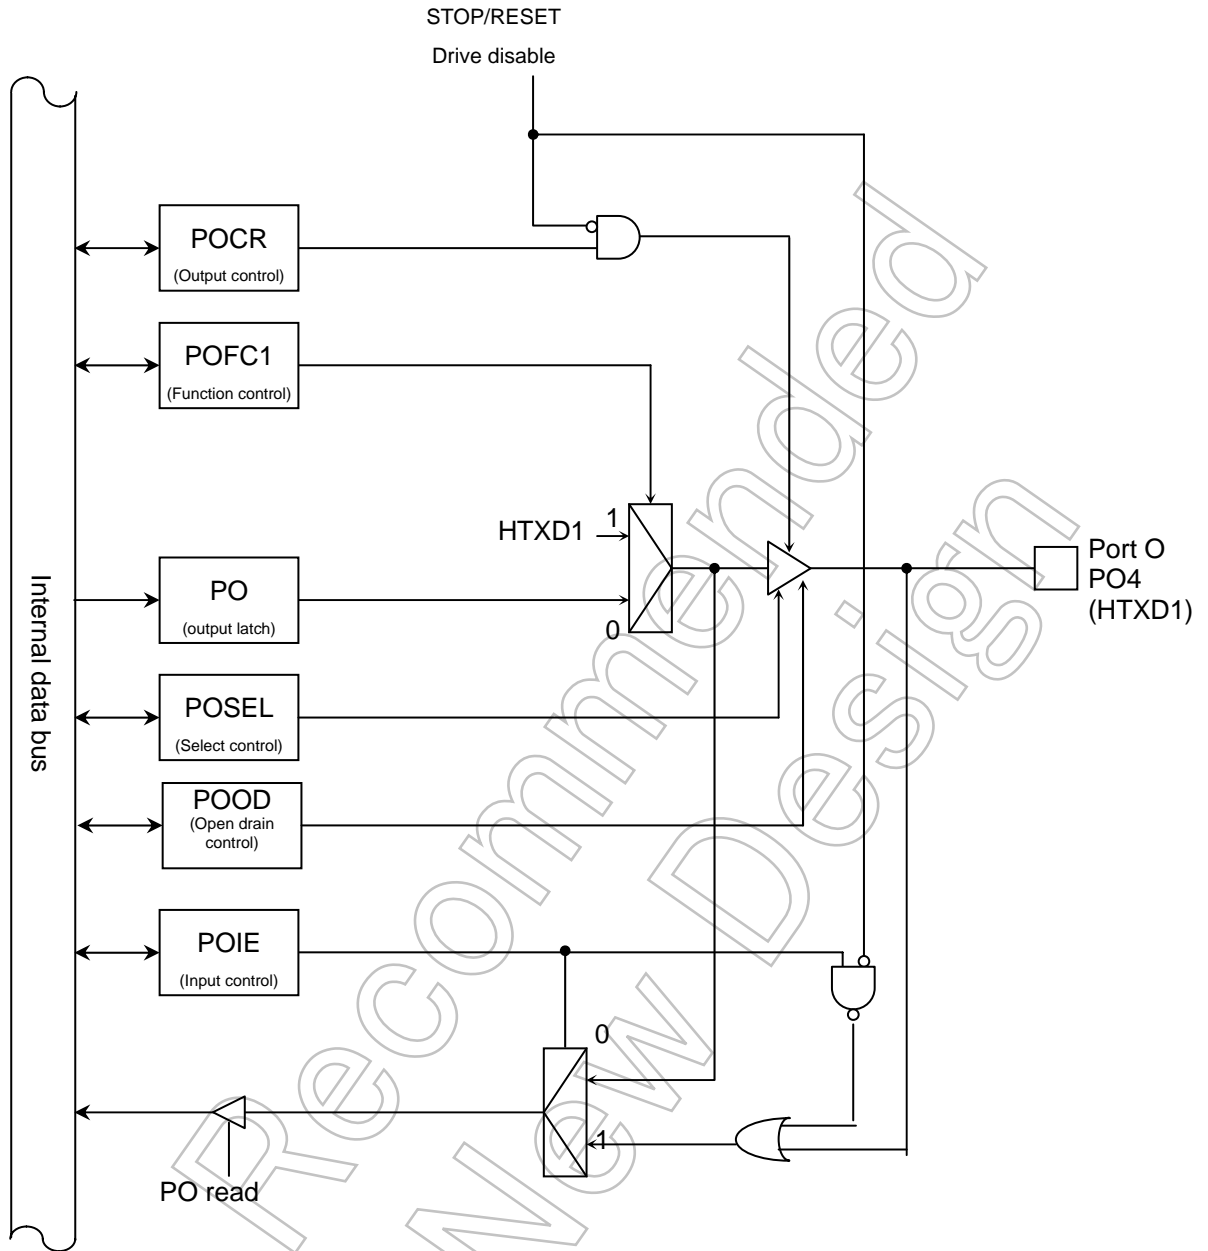 STOP/RESET
Drive disable
POCR
(Output control)
POFC1
(Function control)
1
HTXD1
Port O
PO4
(HTXD1)
PO
(output latch)
0
Internal data bus
POSEL
(Select control)
POOD
(Open drain
control)
POIE
(Input control)
0
1
PO read
Recommended
New Design